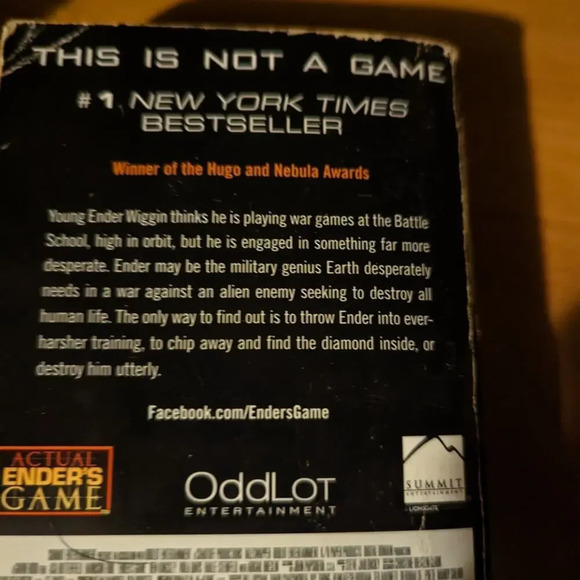 THIS IS NOT A GAME
#1 NEW YORK TIMES
BESTSELLER
Winner of the Hugo and Nebula Awards
Young Ender Wiggin thinks he is playing war games at the Battle
School, high in orbit, but he is engaged in something far more
desperate. Ender may be the military genius Earth desperately
needs in a war against an alien enemy seeking to destroy all
human life. The only way to find out is to throw Ender into ever-
harsher training, to chip away and find the diamond inside, or
destroy him utterly.
Facebook.com/EndersGame
ACTUAL
ENDER'S
GAME
OddLot
ENTERTAINMENT
SUMMIT
ENTERTAINMENT
LIONSGATE